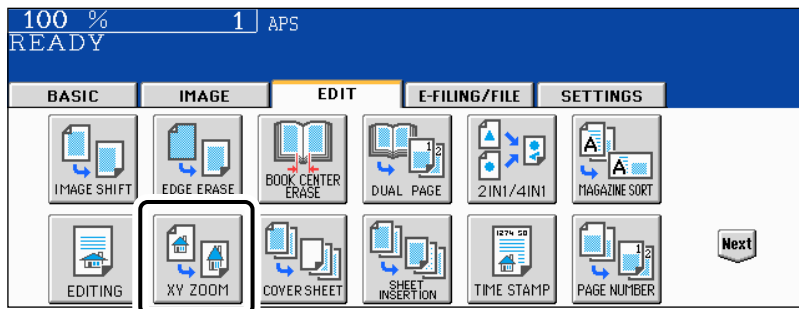 100 % 1 APS
READY
BASIC IMAGE EDIT E-FILING/FILE SETTINGS
IMAGE SHIFT EDGE ERASE BOOK CENTER ERASE DUAL PAGE 2IN1/4IN1 MAGAZINE SORT
EDITING XY ZOOM COVER SHEET SHEET INSERTION TIME STAMP PAGE NUMBER Next